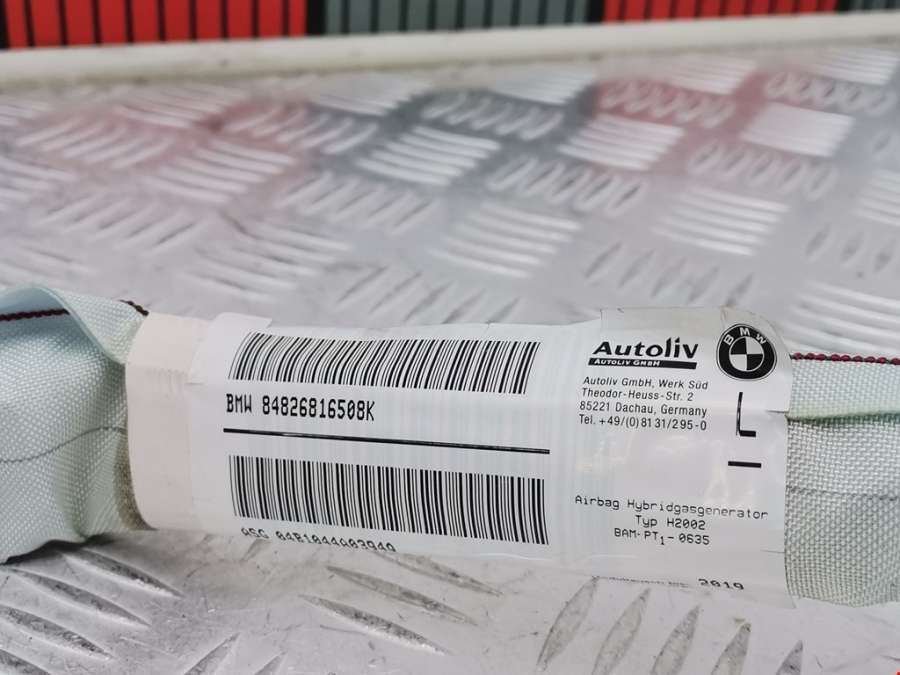 BMW 84826816508K
Autoliv
AUTOLIV GMBH
BMW
Autoliv GmbH, Werk Süd
Theodor-Heuss-Str. 2
85221 Dachau, Germany
Tel. +49/(0)8131/295-0
L
Airbag Hybridgasgenerator
Typ H2002
BAM-PT1-0635
2019